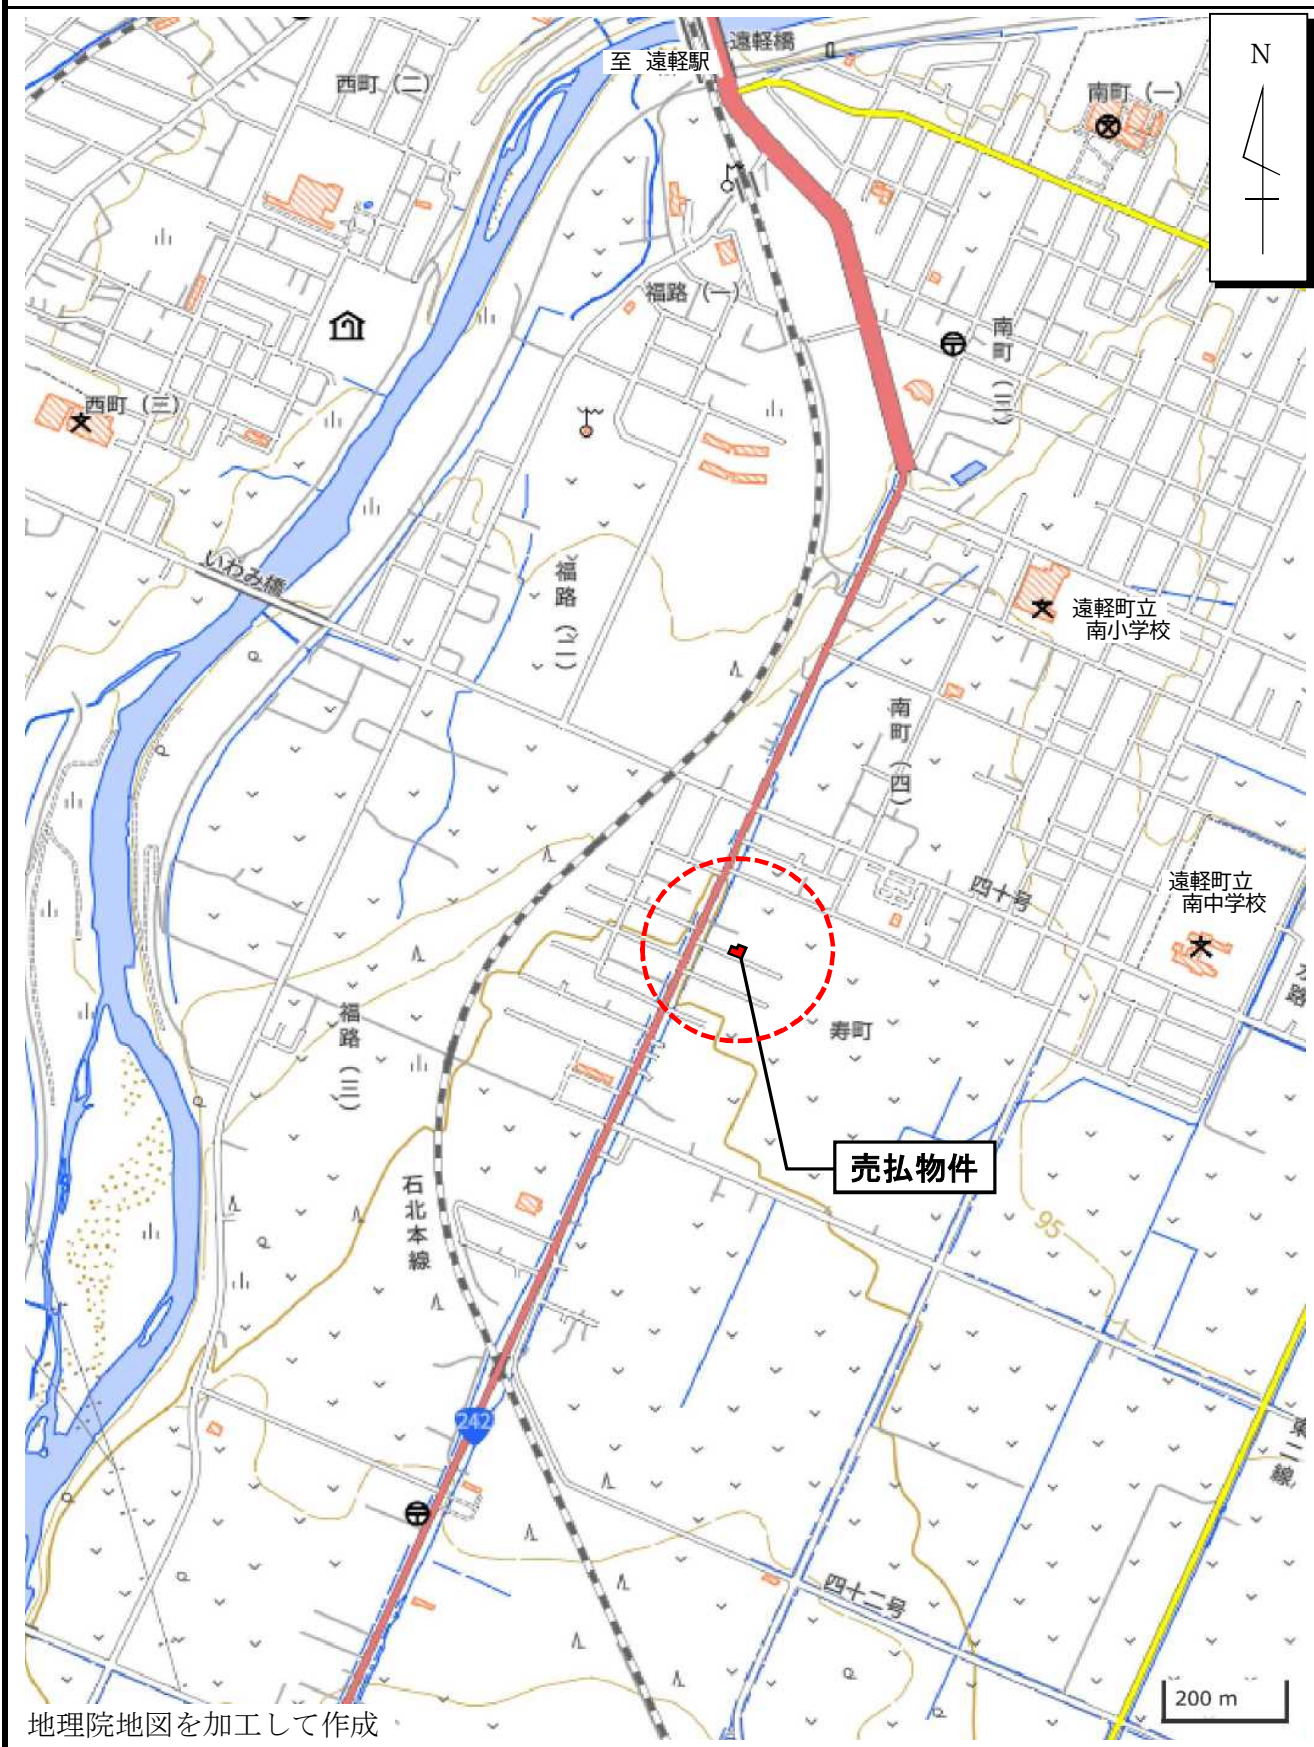 遠軽橋
至 遠軽駅
西町（二）
南町（一）
N
福路（一）
南町（三）
西町（三）
いわみ橋
福路（二）
遠軽町立
南小学校
南町（四）
四十号
遠軽町立
南中学校
福路（三）
寿町
売払物件
石北本線
95
242
東二線
四十二号
200 m
地理院地図を加工して作成